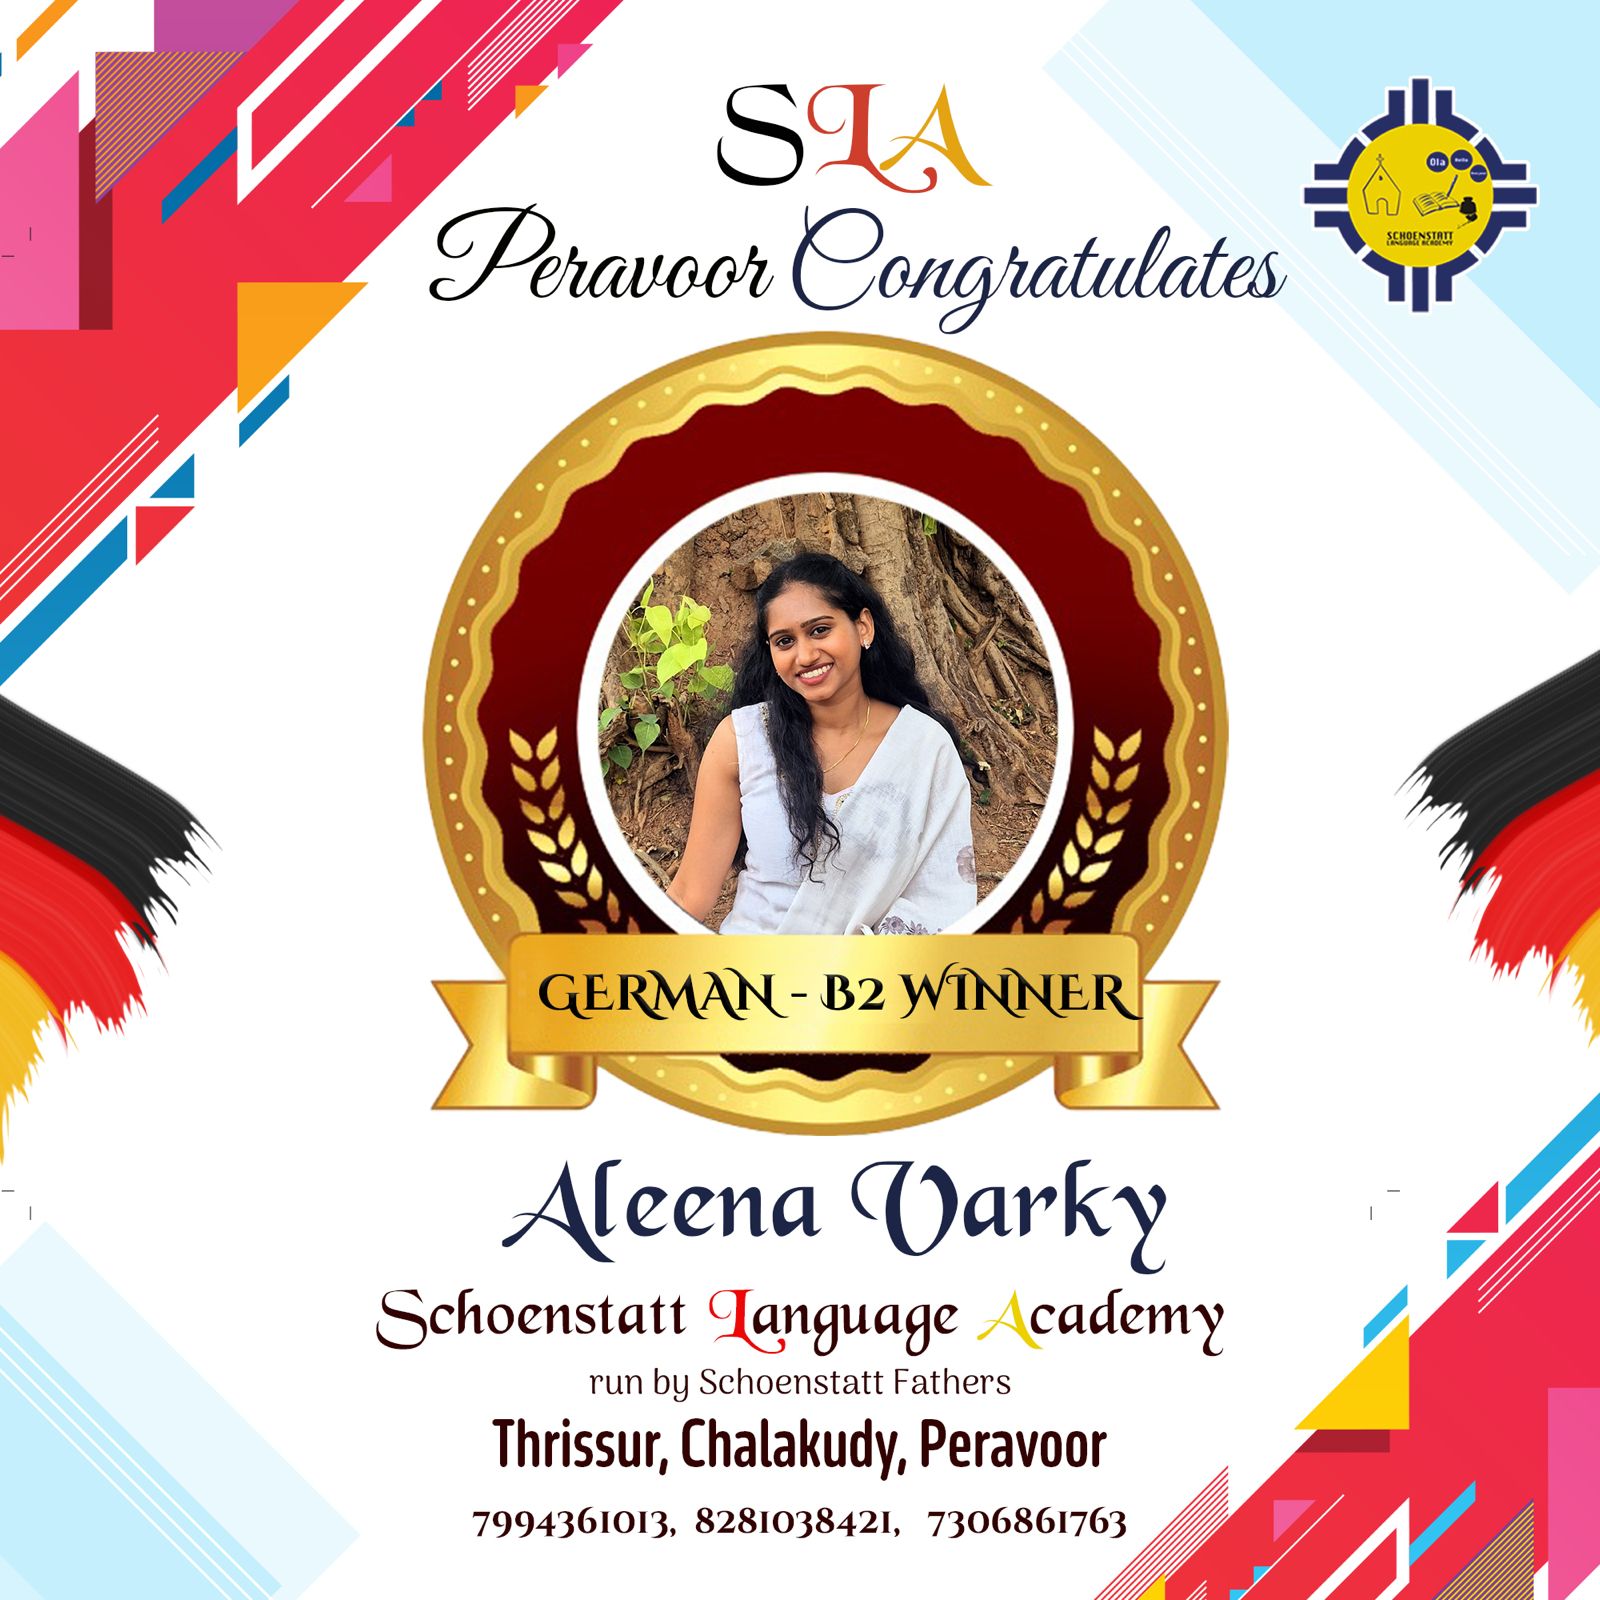 SLA
Peravoor Congratulates
Ola
Hello
SCHOENSTATT
LANGUAGE ACADEMY
GERMAN - B2 WINNER
Aleena Varky
Schoenstatt Language Academy
run by Schoenstatt Fathers
Thrissur, Chalakudy, Peravoor
7994361013, 8281038421, 7306861763